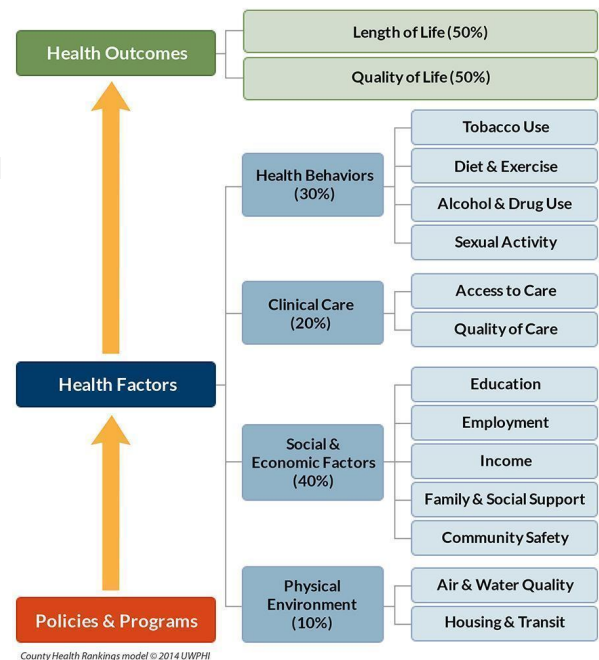 Health Outcomes
Length of Life (50%)
Quality of Life (50%)
Health Factors
Health Behaviors
(30%)
Tobacco Use
Diet & Exercise
Alcohol & Drug Use
Sexual Activity
Clinical Care
(20%)
Access to Care
Quality of Care
Social &
Economic Factors
(40%)
Education
Employment
Income
Family & Social Support
Community Safety
Physical
Environment
(10%)
Air & Water Quality
Housing & Transit
Policies & Programs
County Health Rankings model © 2014 UWPHI